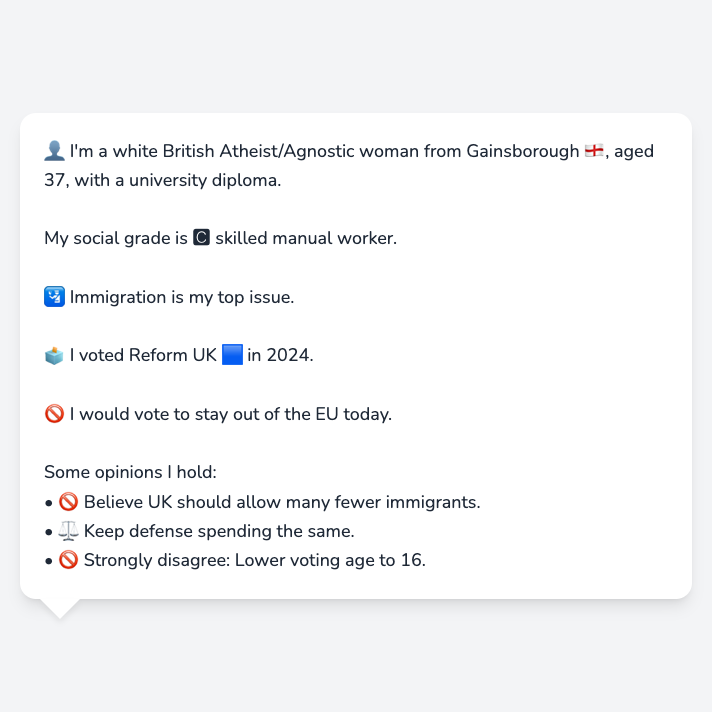 👤 I'm a white British Atheist/Agnostic woman from Gainsborough 🏴󠁧󠁢󠁥󠁮󠁧󠁿, aged
37, with a university diploma.
My social grade is 🅲 skilled manual worker.
🛂 Immigration is my top issue.
🗳️ I voted Reform UK 🟦 in 2024.
🚫 I would vote to stay out of the EU today.
Some opinions I hold:
• 🚫 Believe UK should allow many fewer immigrants.
• ⚖️ Keep defense spending the same.
• 🚫 Strongly disagree: Lower voting age to 16.